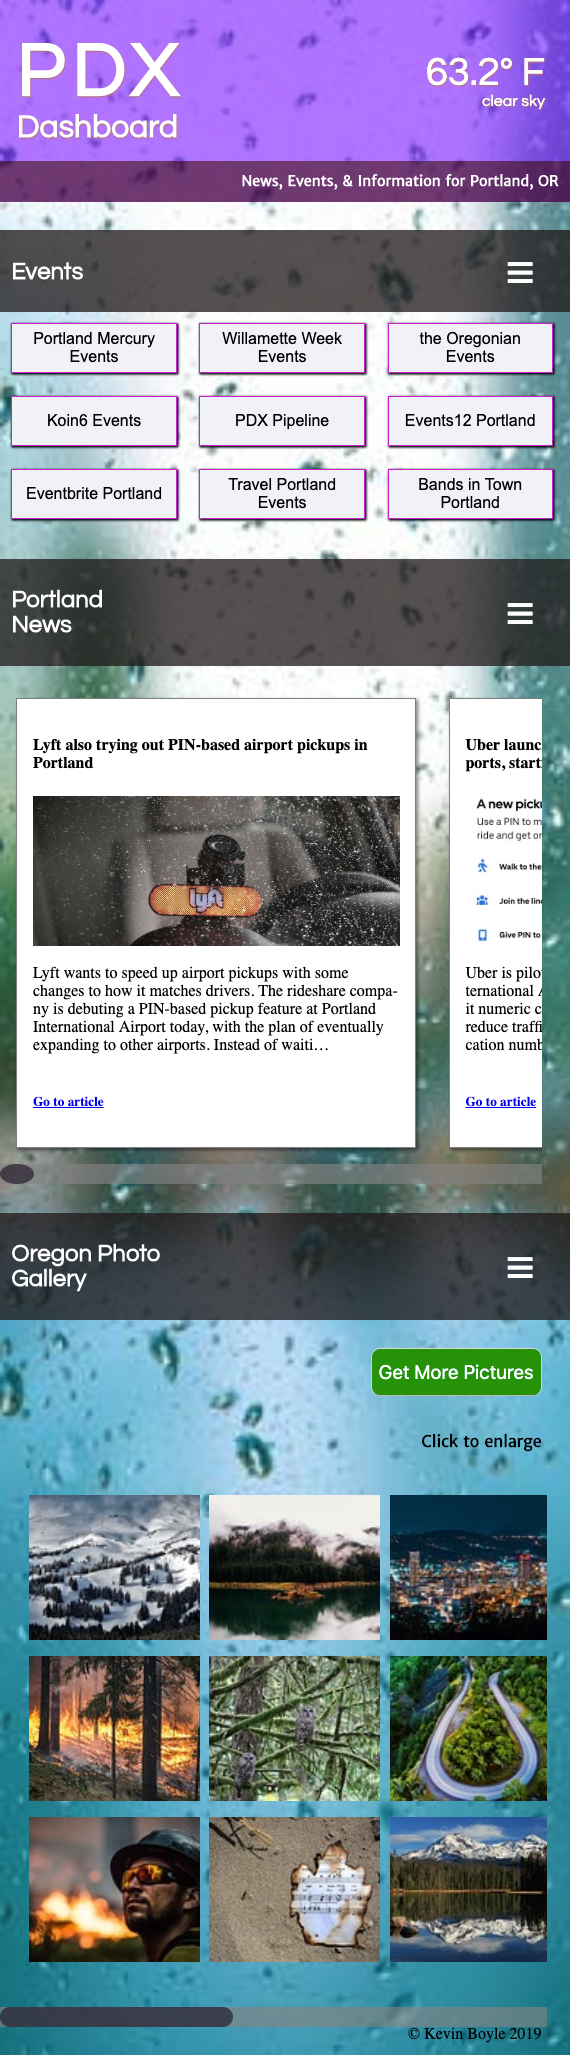 PDX
Dashboard
63.2° F
clear sky
News, Events, & Information for Portland, OR
Events
Portland Mercury
Events
Willamette Week
Events
the Oregonian
Events
Koin6 Events
PDX Pipeline
Events12 Portland
Eventbrite Portland
Travel Portland
Events
Bands in Town
Portland
Portland
News
Lyft also trying out PIN-based airport pickups in
Portland
lyft
Lyft wants to speed up airport pickups with some
changes to how it matches drivers. The rideshare compa-
ny is debuting a PIN-based pickup feature at Portland
International Airport today, with the plan of eventually
expanding to other airports. Instead of waiti…
Go to article
Uber launc
ports, start
A new picku
Use a PIN to m
ride and get or
Walk to the
Join the line
Give PIN to
Uber is pilo
ternational A
it numeric c
reduce traffi
cation numb
Go to article
Oregon Photo
Gallery
Get More Pictures
Click to enlarge
© Kevin Boyle 2019